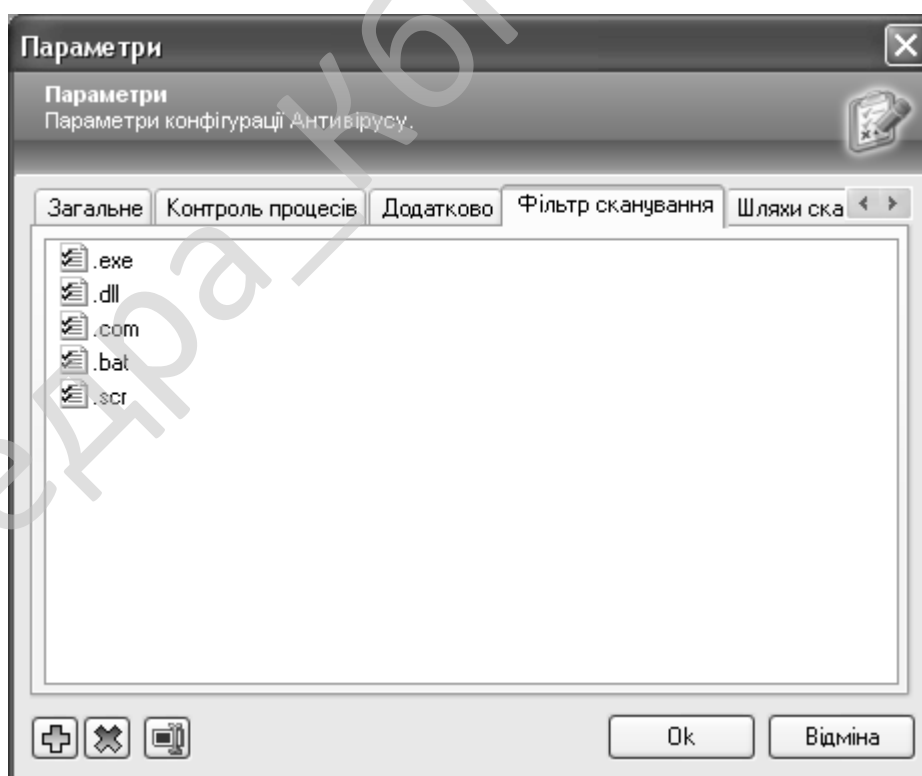 Параметри
Параметри
Параметри конфігурації Антивірусу.
Загальне Контроль процесів Додатково Фільтр сканування Шляхи ска
.exe
.dll
.com
.bat
.scr
Ok Відміна